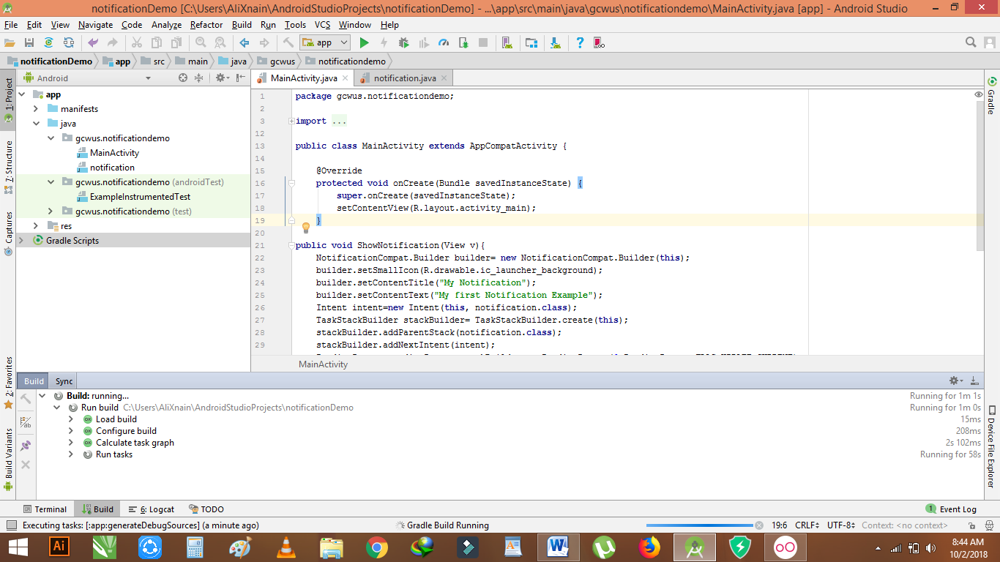 notificationDemo [C:\Users\AliXnain\AndroidStudioProjects\notificationDemo] - ...\app\src\main\java\gcwus\notificationdemo\MainActivity.java [app] - Android Studio
File Edit View Navigate Code Analyze Refactor Build Run Tools VCS Window Help
app
notificationDemo app src main java gcwus notificationdemo
Android
MainActivity.java notification.java
1: Project
7: Structure
Captures
2: Favorites
Build Variants
app
manifests
java
gcwus.notificationdemo
MainActivity
notification
gcwus.notificationdemo (androidTest)
ExampleInstrumentedTest
gcwus.notificationdemo (test)
res
Gradle Scripts
1 package gcwus.notificationdemo;
2
3 import ...
12
13 public class MainActivity extends AppCompatActivity {
14
15 @Override
16 protected void onCreate(Bundle savedInstanceState) {
17 super.onCreate(savedInstanceState);
18 setContentView(R.layout.activity_main);
19 }
20
21 public void ShowNotification(View v){
22 NotificationCompat.Builder builder= new NotificationCompat.Builder(this);
23 builder.setSmallIcon(R.drawable.ic_launcher_background);
24 builder.setContentTitle("My Notification");
25 builder.setContentText("My first Notification Example");
26 Intent intent=new Intent(this, notification.class);
27 TaskStackBuilder stackBuilder= TaskStackBuilder.create(this);
28 stackBuilder.addParentStack(notification.class);
29 stackBuilder.addNextIntent(intent);
MainActivity
Gradle
Device File Explorer
Build Sync
Build: running... Running for 1m 1s
Run build C:\Users\AliXnain\AndroidStudioProjects\notificationDemo Running for 1m 0s
OK Load build 15ms
OK Configure build 208ms
OK Calculate task graph 2s 102ms
Run tasks Running for 58s
Terminal Build 6: Logcat TODO 1 Event Log
Executing tasks: [:app:generateDebugSources] (a minute ago) Gradle Build Running 19:6 CRLF UTF-8 Context: <no context>
Ai
8:44 AM
10/2/2018